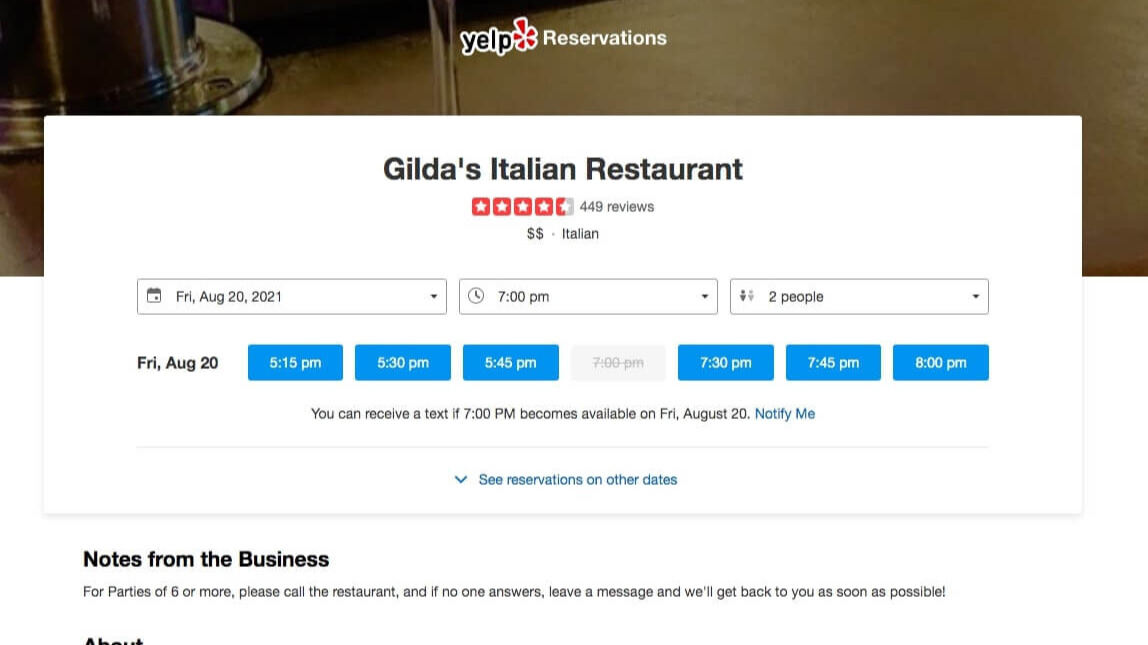 yelp Reservations
Gilda's Italian Restaurant
449 reviews
$$ · Italian
Fri, Aug 20, 2021 7:00 pm 2 people
Fri, Aug 20 5:15 pm 5:30 pm 5:45 pm 7:00 pm 7:30 pm 7:45 pm 8:00 pm
You can receive a text if 7:00 PM becomes available on Fri, August 20. Notify Me
See reservations on other dates
Notes from the Business
For Parties of 6 or more, please call the restaurant, and if no one answers, leave a message and we'll get back to you as soon as possible!
About